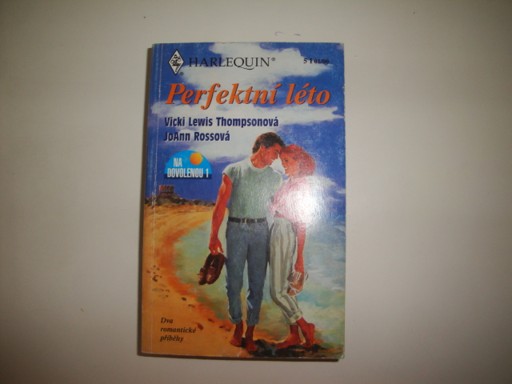 HARLEQUIN®
Perfektní léto
Vicki Lewis Thompsonová
JoAnn Rossová
NA
DOVOLENOU 1
Dva
romantické
příběhy